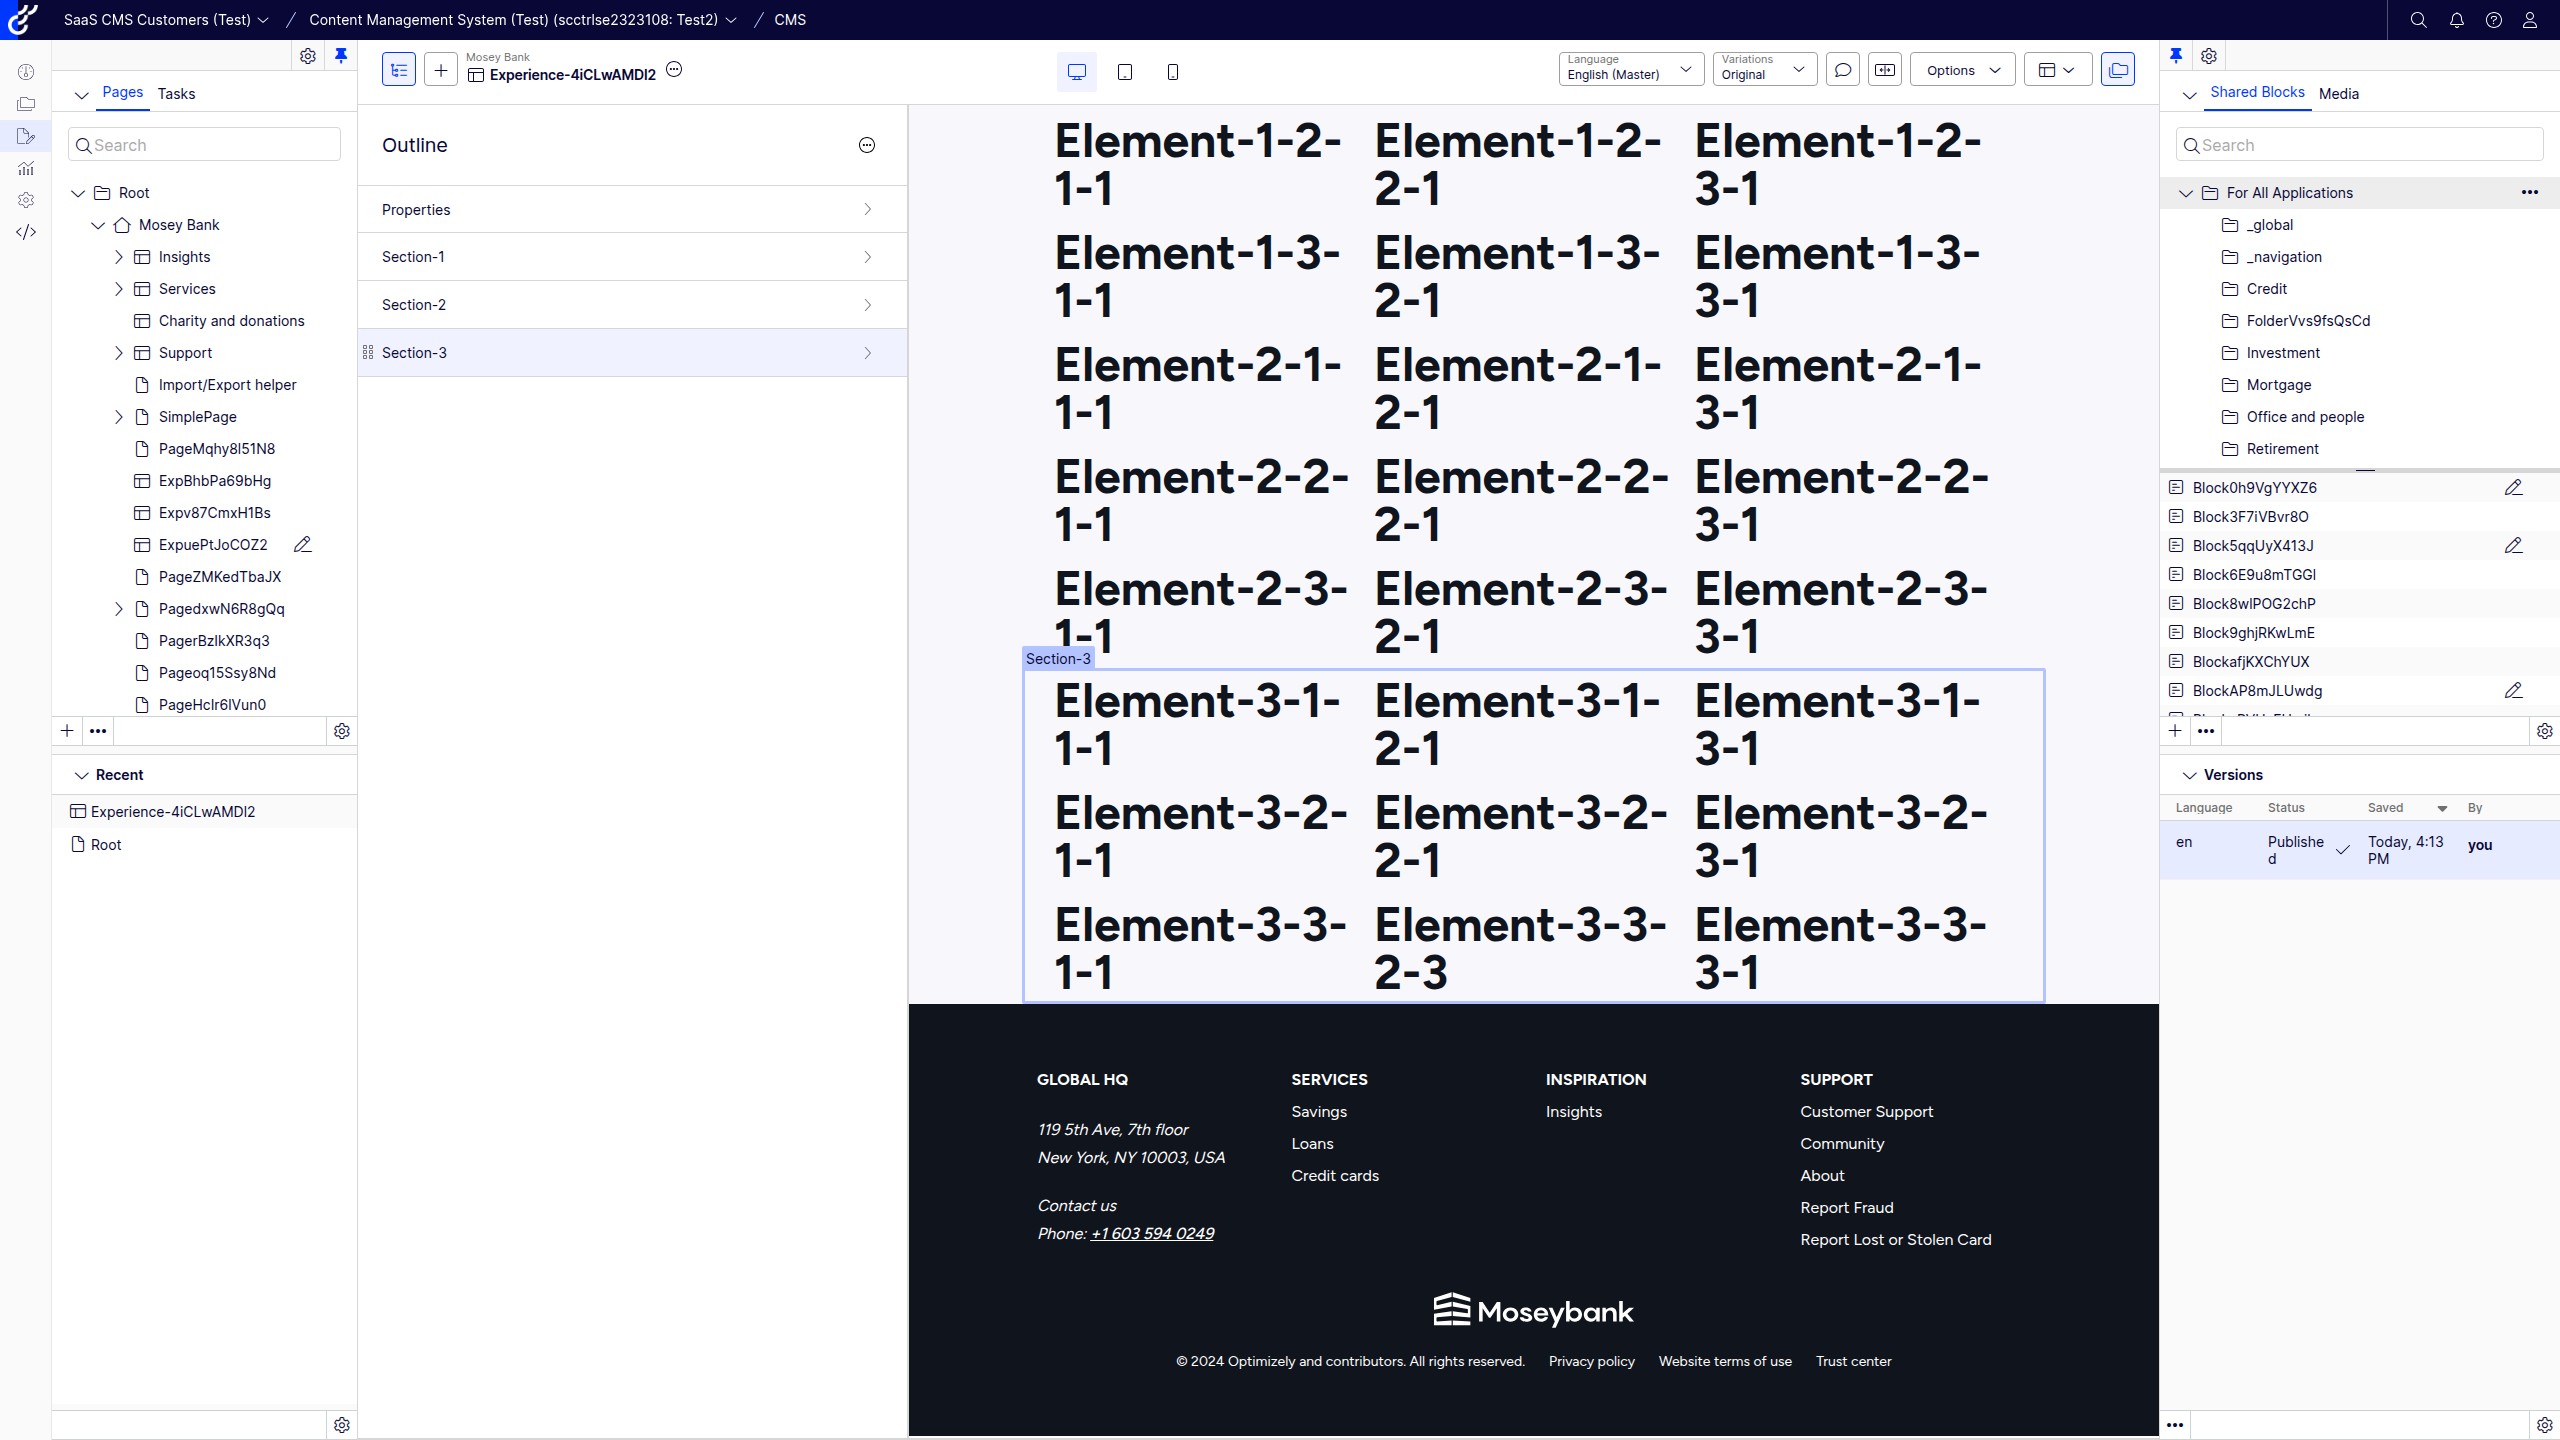 SaaS CMS Customers (Test) / Content Management System (Test) (scctrlse2323108: Test2) / CMS
Pages Tasks
Search
Root
Mosey Bank
Insights
Services
Charity and donations
Support
Import/Export helper
SimplePage
PageMqhy8I51N8
ExpBhbPa69bHg
Expv87CmxH1Bs
ExpuePtJoCOZ2
PageZMKedTbaJX
PagedxwN6R8gQq
PagerBzlkXR3q3
Pageoq15Ssy8Nd
PageHclr6lVun0
Recent
Experience-4iCLwAMDI2
Root
Mosey Bank
Experience-4iCLwAMDI2
Language
English (Master)
Variations
Original
Options
Outline
Properties
Section-1
Section-2
Section-3
Element-1-2-1-1 Element-1-2-2-1 Element-1-2-3-1
Element-1-3-1-1 Element-1-3-2-1 Element-1-3-3-1
Element-2-1-1-1 Element-2-1-2-1 Element-2-1-3-1
Element-2-2-1-1 Element-2-2-2-1 Element-2-2-3-1
Element-2-3-1-1 Element-2-3-2-1 Element-2-3-3-1
Section-3
Element-3-1-1-1 Element-3-1-2-1 Element-3-1-3-1
Element-3-2-1-1 Element-3-2-2-1 Element-3-2-3-1
Element-3-3-1-1 Element-3-3-2-3 Element-3-3-3-1
GLOBAL HQ
119 5th Ave, 7th floor
New York, NY 10003, USA
Contact us
Phone: +1 603 594 0249
SERVICES
Savings
Loans
Credit cards
INSPIRATION
Insights
SUPPORT
Customer Support
Community
About
Report Fraud
Report Lost or Stolen Card
Moseybank
© 2024 Optimizely and contributors. All rights reserved. Privacy policy Website terms of use Trust center
Shared Blocks Media
Search
For All Applications
_global
_navigation
Credit
FolderVvs9fsQsCd
Investment
Mortgage
Office and people
Retirement
Block0h9VgYYXZ6
Block3F7iVBvr8O
Block5qqUyX413J
Block6E9u8mTGGl
Block8wlPOG2chP
Block9ghjRKwLmE
BlockafjKXChYUX
BlockAP8mJLUwdg
Versions
Language Status Saved By
en Published Today, 4:13 PM you